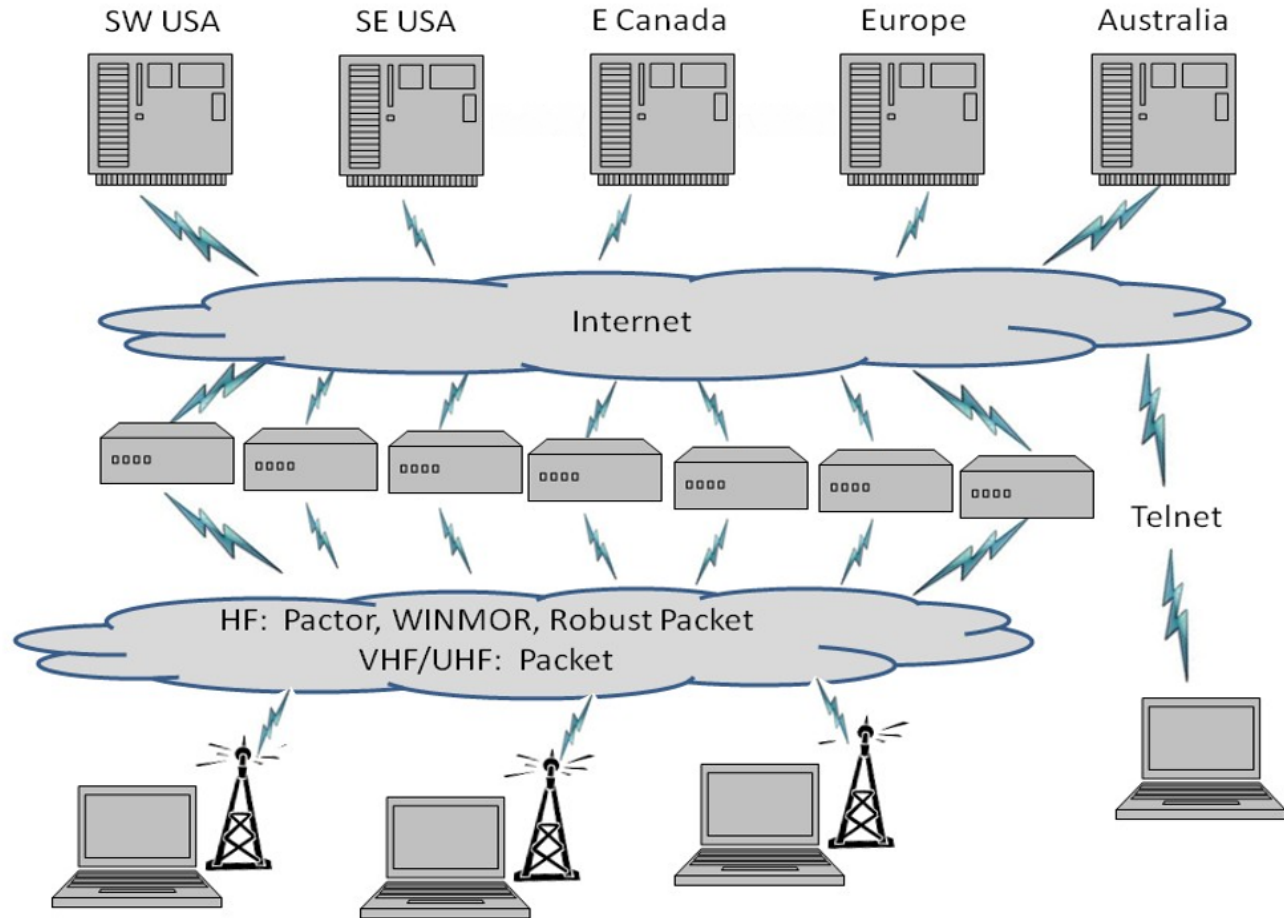 SW USA
SE USA
E Canada
Europe
Australia
Internet
Telnet
HF: Pactor, WINMOR, Robust Packet
VHF/UHF: Packet